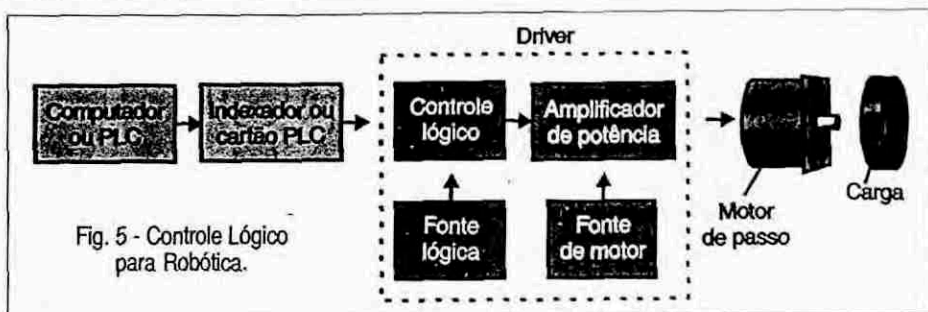 Driver
Computador
ou PLC
Indexador ou
cartão PLC
Controle
lógico
Amplificador
de potência
Fonte
lógica
Fonte
de motor
Motor
de passo
Carga
Fig. 5 - Controle Lógico
para Robótica.